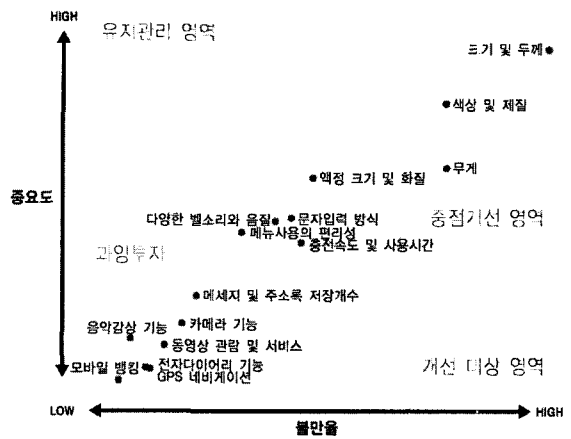 HIGH
유지관리 영역
크기 및 두께
색상 및 제질
무게
액정 크기 및 화질
중요도
다양한 벨소리와 음질
문자입력 방식
중점개선 영역
메뉴사용의 편리성
충전속도 및 사용시간
과잉투자
메세지 및 주소록 저장개수
음악감상 기능
카메라 기능
동영상 관람 및 서비스
모바일 뱅킹
전자다이어리 기능
개선 대상 영역
GPS 네비게이션
LOW
HIGH
불만율